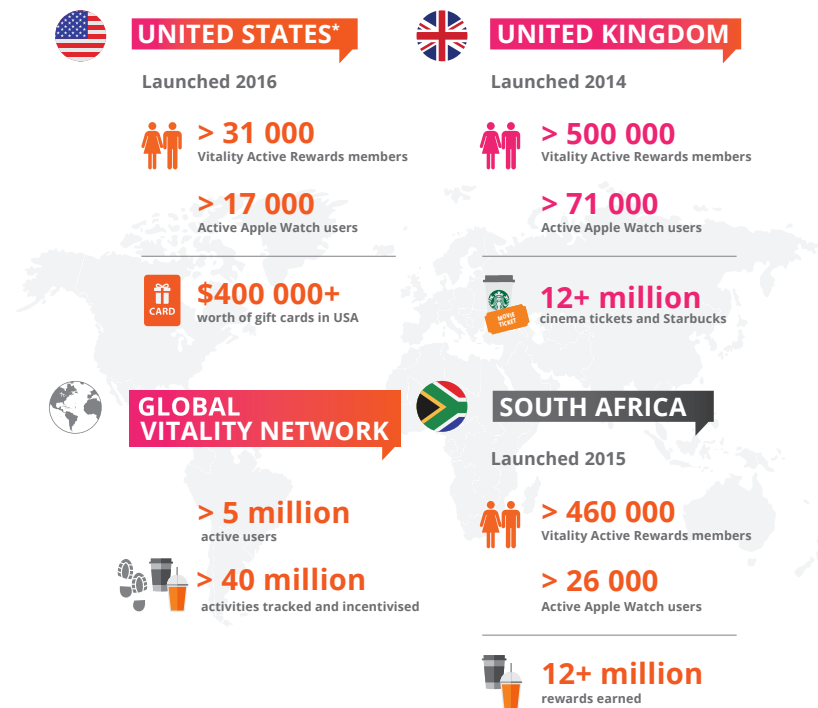 UNITED STATES*
Launched 2016
> 31 000
Vitality Active Rewards members
> 17 000
Active Apple Watch users
CARD
$400 000+
worth of gift cards in USA
UNITED KINGDOM
Launched 2014
> 500 000
Vitality Active Rewards members
> 71 000
Active Apple Watch users
MOVIE
TICKET
12+ million
cinema tickets and Starbucks
GLOBAL
VITALITY NETWORK
> 5 million
active users
> 40 million
activities tracked and incentivised
SOUTH AFRICA
Launched 2015
> 460 000
Vitality Active Rewards members
> 26 000
Active Apple Watch users
12+ million
rewards earned